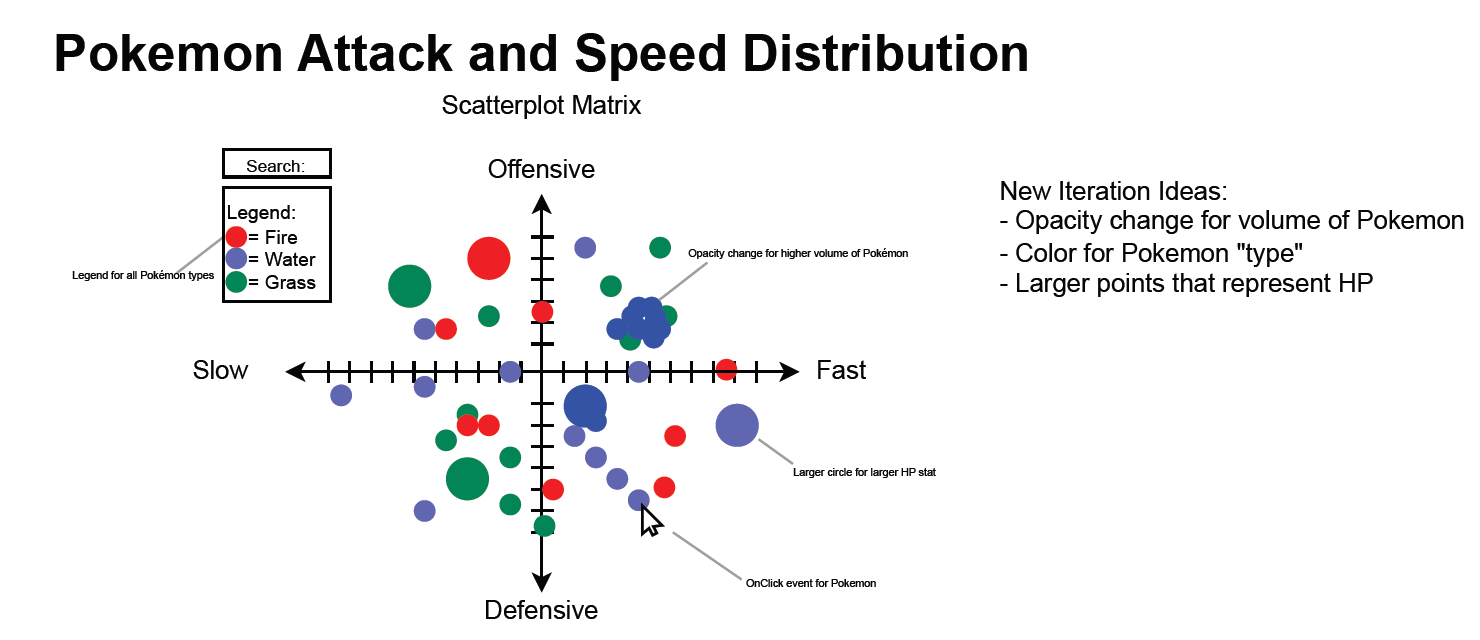 Pokemon Attack and Speed Distribution
Scatterplot Matrix
Search:
Offensive
New Iteration Ideas:
- Opacity change for volume of Pokemon
- Color for Pokemon "type"
- Larger points that represent HP
Legend:
= Fire
= Water
= Grass
Legend for all Pokémon types
Opacity change for higher volume of Pokémon
Slow
Fast
Larger circle for larger HP stat
OnClick event for Pokemon
Defensive